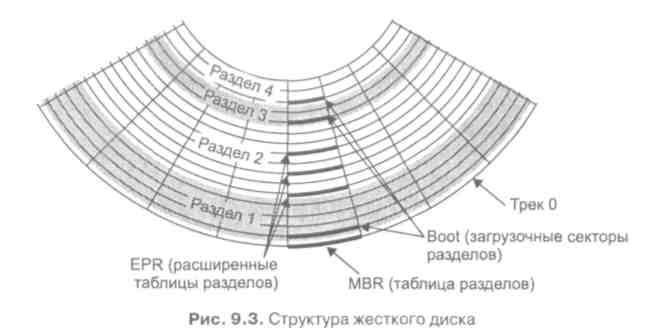 Раздел 4
Раздел 3
Раздел 2
Раздел 1
Трек 0
Boot (загрузочные секторы
разделов)
EPR (расширенные
таблицы разделов)
MBR (таблица разделов)
Рис. 9.3. Структура жесткого диска